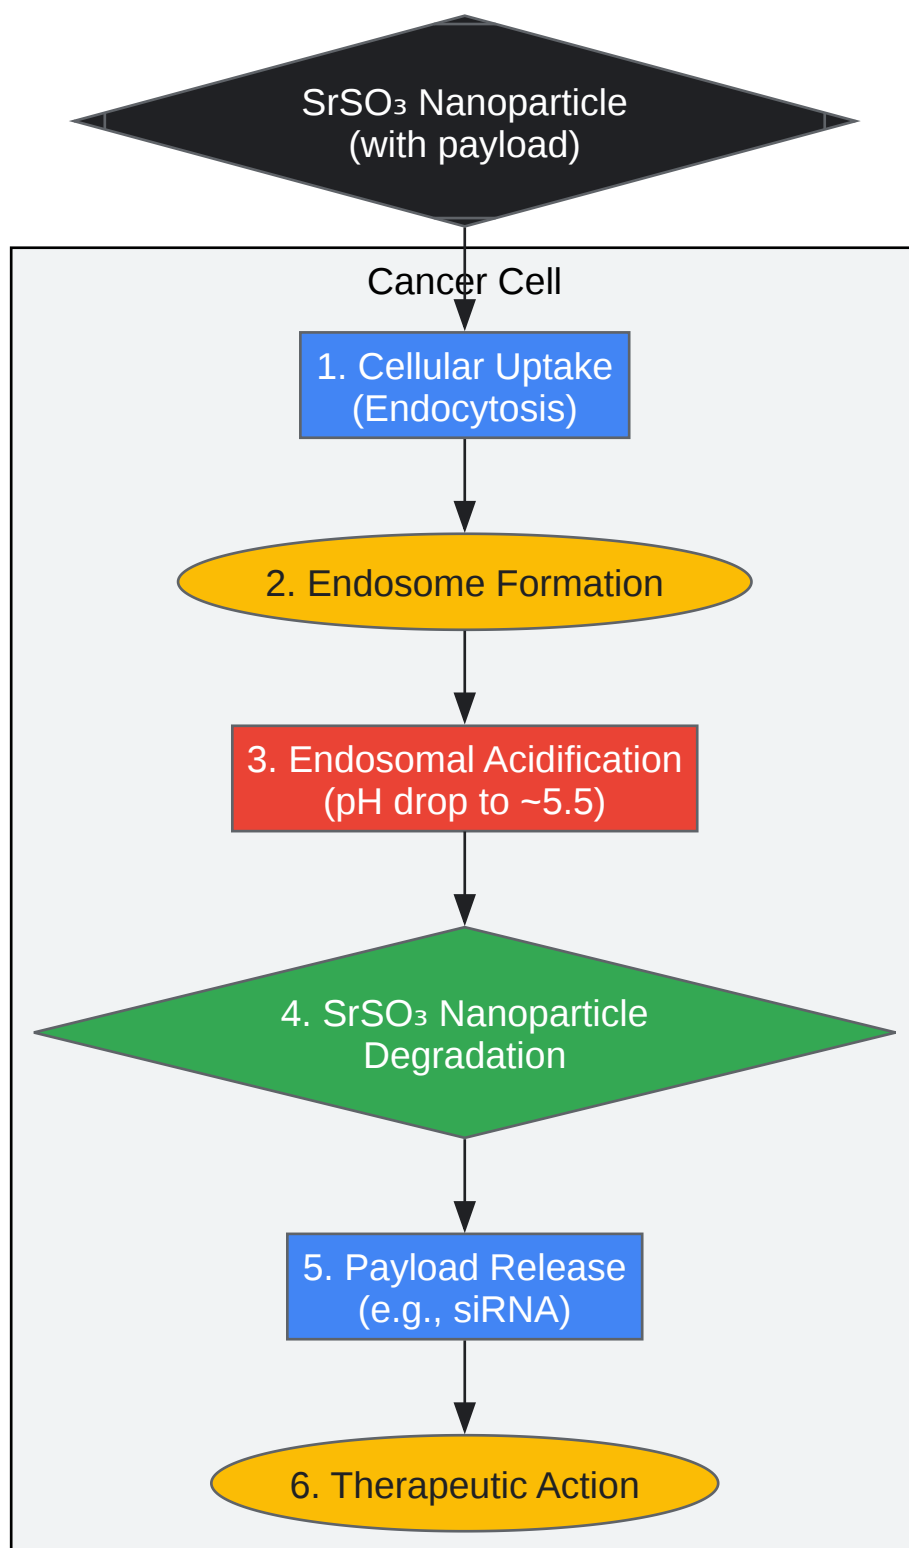 SrSO₃ Nanoparticle
(with payload)
Cancer Cell
1. Cellular Uptake
(Endocytosis)
2. Endosome Formation
3. Endosomal Acidification
(pH drop to ~5.5)
4. SrSO₃ Nanoparticle
Degradation
5. Payload Release
(e.g., siRNA)
6. Therapeutic Action